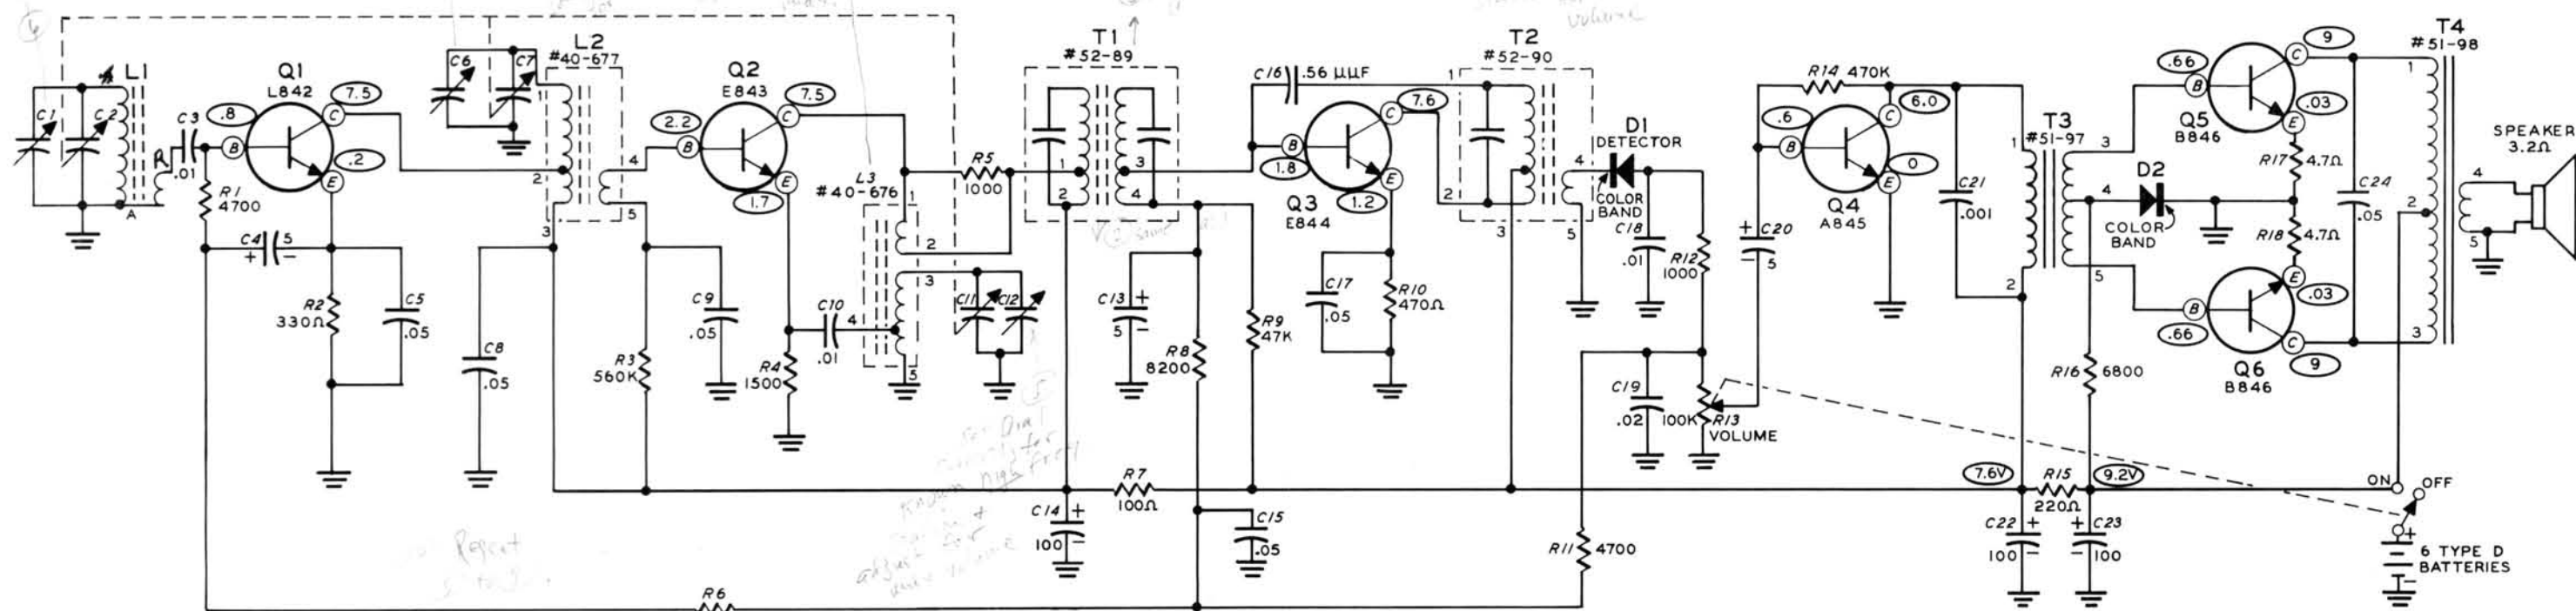 L1
C1
C2
R
A
C3
.01
R1
4700
.8
B
Q1
L842
C
7.5
.2
E
C4
5
+
-
R2
330Ω
C5
.05
C6
C7
L2
#40-677
1
2
3
4
5
C8
.05
R3
560K
C9
.05
Q2
E843
2.2
B
C
7.5
E
1.7
R4
1500
C10
.01
L3
#40-676
1
2
3
4
5
C11
C12
R5
1000
T1
#52-89
1
2
3
4
C13
+
5
-
R8
8200
R9
47K
R7
100Ω
C14
+
100
-
C15
.05
R6
C16
.56 µµF
Q3
E844
B
1.8
C
7.6
E
1.2
C17
.05
R10
470Ω
T2
#52-90
1
2
3
4
5
D1
DETECTOR
COLOR
BAND
C18
.01
R12
1000
C19
.02
100K
R13
VOLUME
R11
4700
+
C20
-
5
R14 470K
.6
B
C
6.0
0
E
Q4
A845
C21
.001
T3
#51-97
1
2
3
4
5
D2
COLOR
BAND
R16
6800
7.6V
R15
220Ω
9.2V
C22
+
100
-
+
C23
-
100
.66
B
C
9
.03
E
Q5
B846
R17
4.7Ω
R18
4.7Ω
E
.03
B
.66
C
9
Q6
B846
C24
.05
T4
#51-98
1
2
3
4
5
SPEAKER
3.2Ω
ON
OFF
+
6 TYPE D
BATTERIES
-
volume
Dial
for
known high freq
adjust for
Repeat